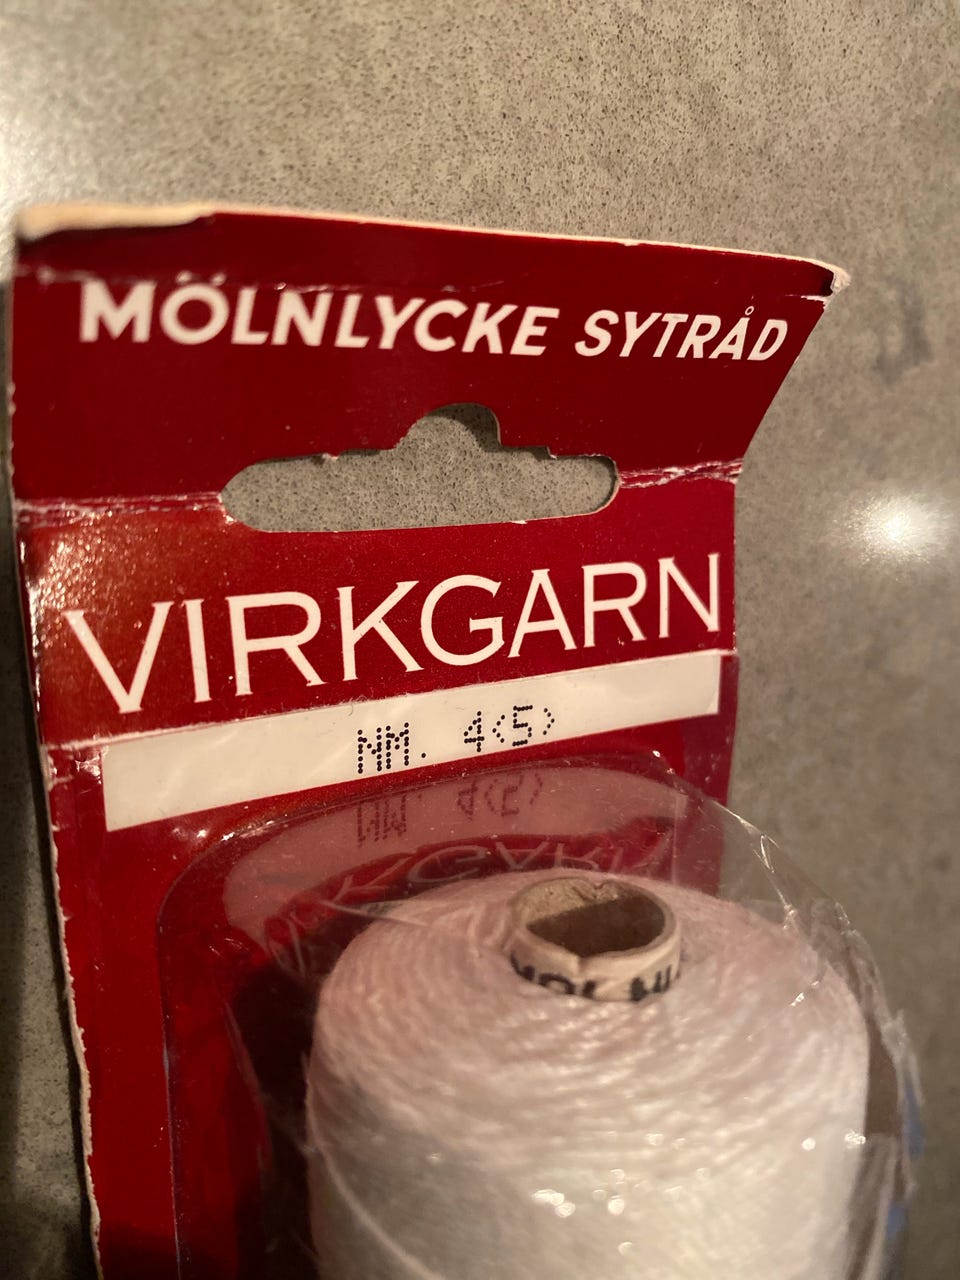 MÖLNLYCKE SYTRÅD
VIRKGARN
NM. 4<5>